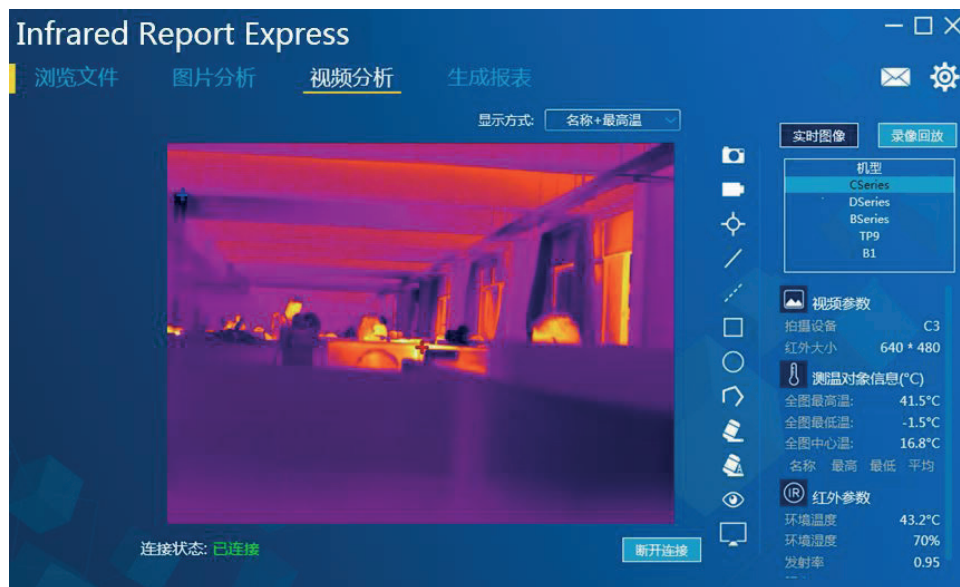 Infrared Report Express
浏览文件 图片分析 视频分析 生成报表
显示方式: 名称+最高温
实时图像 录像回放
机型
CSeries
DSeries
BSeries
TP9
B1
视频参数
拍摄设备 C3
红外大小 640 * 480
测温对象信息(°C)
全图最高温: 41.5°C
全图最低温: -1.5°C
全图中心温: 16.8°C
名称 最高 最低 平均
IR 红外参数
环境温度 43.2°C
环境湿度 70%
发射率 0.95
连接状态: 已连接
断开连接